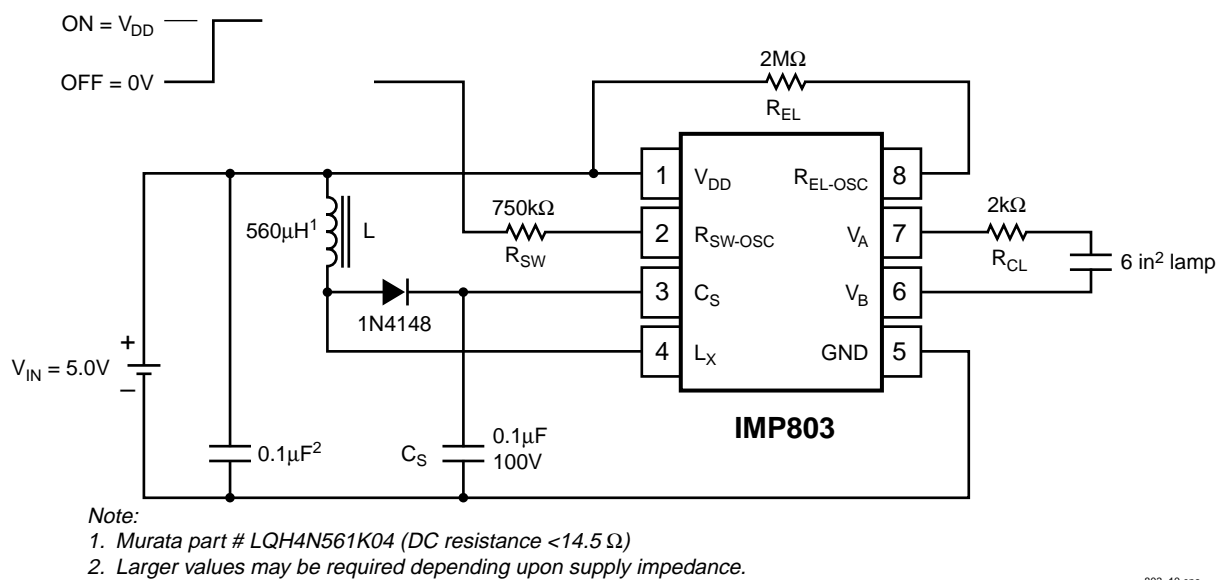 ON = VDD
OFF = 0V
2MΩ
REL
1
VDD
REL-OSC
8
560µH1
L
750kΩ
RSW
2
RSW-OSC
VA
7
2kΩ
RCL
6 in2 lamp
1N4148
3
CS
VB
6
+
VIN = 5.0V
–
4
LX
GND
5
IMP803
0.1µF2
CS
0.1µF
100V
Note:
1. Murata part # LQH4N561K04 (DC resistance <14.5 Ω)
2. Larger values may be required depending upon supply impedance.